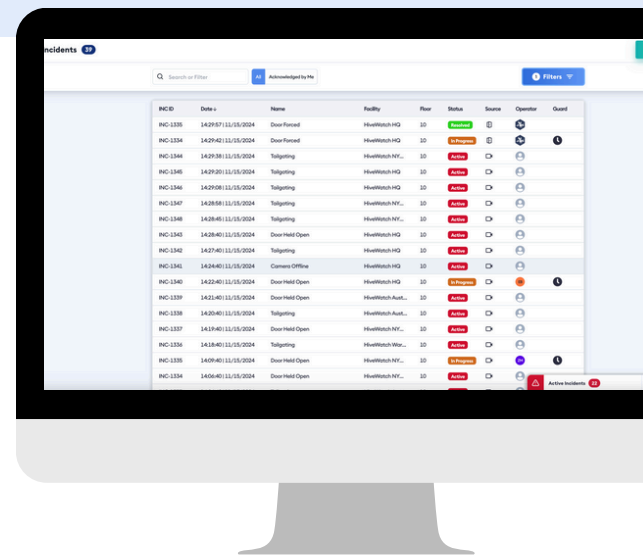 ncidents 39
Search or Filter All Acknowledged by Me Filters
INC ID Date Name Facility Floor Status Source Operator Guard
INC-1335 14:29:57 | 11/15/2024 Door Forced HiveWatch HQ 10 Resolved
INC-1334 14:29:42 | 11/15/2024 Door Forced HiveWatch HQ 10 In Progress
INC-1344 14:29:38 | 11/15/2024 Tailgating HiveWatch NY... 10 Active
INC-1345 14:29:20 | 11/15/2024 Tailgating HiveWatch HQ 10 Active
INC-1346 14:29:08 | 11/15/2024 Tailgating HiveWatch HQ 10 Active
INC-1347 14:28:58 | 11/15/2024 Tailgating HiveWatch NY... 10 Active
INC-1348 14:28:45 | 11/15/2024 Tailgating HiveWatch NY... 10 Active
INC-1343 14:28:40 | 11/15/2024 Door Held Open HiveWatch HQ 10 Active
INC-1342 14:27:40 | 11/15/2024 Tailgating HiveWatch HQ 10 Active
INC-1341 14:24:40 | 11/15/2024 Camera Offline HiveWatch HQ 10 Active
INC-1340 14:22:40 | 11/15/2024 Door Held Open HiveWatch HQ 10 In Progress
INC-1339 14:21:40 | 11/15/2024 Door Held Open HiveWatch Aust... 10 Active
INC-1338 14:20:40 | 11/15/2024 Tailgating HiveWatch Aust... 10 Active
INC-1337 14:19:40 | 11/15/2024 Door Held Open HiveWatch NY... 10 Active
INC-1336 14:18:40 | 11/15/2024 Tailgating HiveWatch War... 10 Active
INC-1335 14:09:40 | 11/15/2024 Door Held Open HiveWatch NY... 10 In Progress
INC-1334 14:06:40 | 11/15/2024 Door Held Open HiveWatch NY... 10 Active
Active Incidents 22